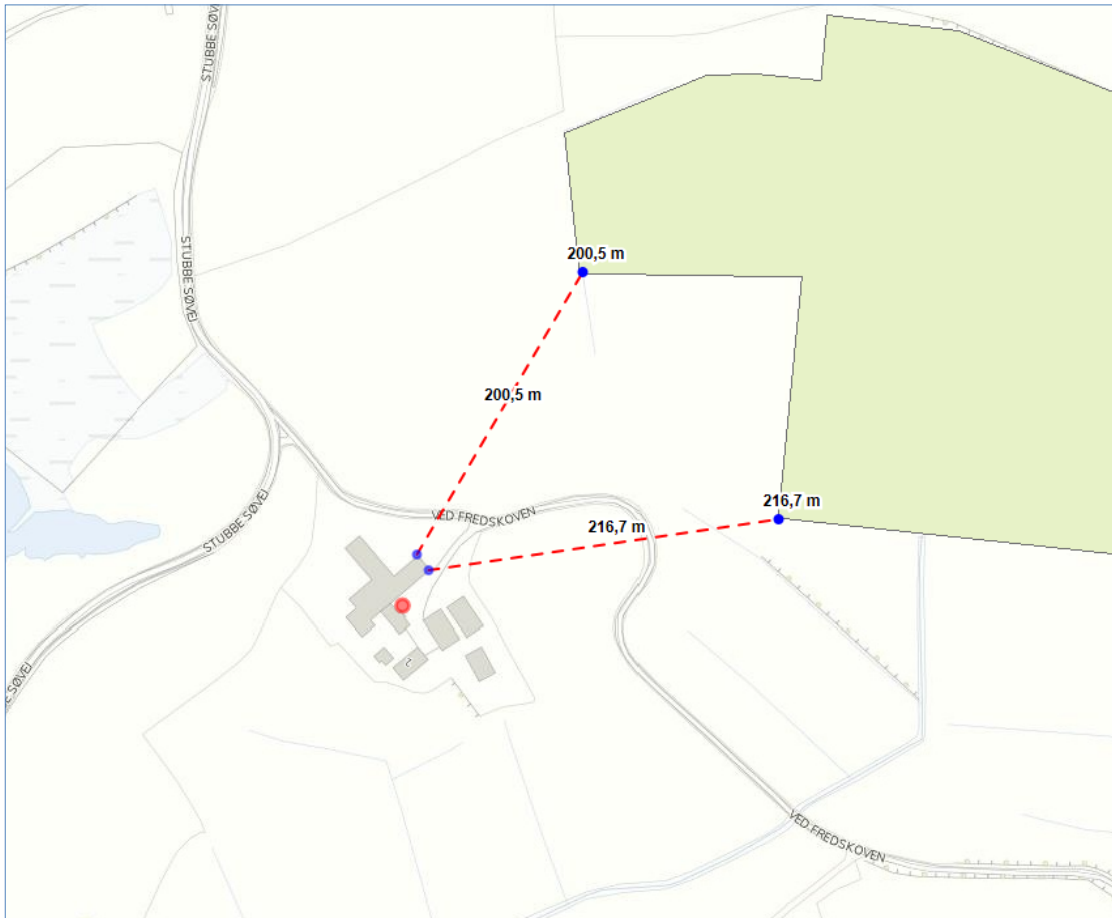 STUBBE SØVEJ
STUBBE SØVEJ
200,5 m
200,5 m
216,7 m
216,7 m
VED FREDSKOVEN
STUBBE SØVEJ
E SØVEJ
2
VED FREDSKOVEN